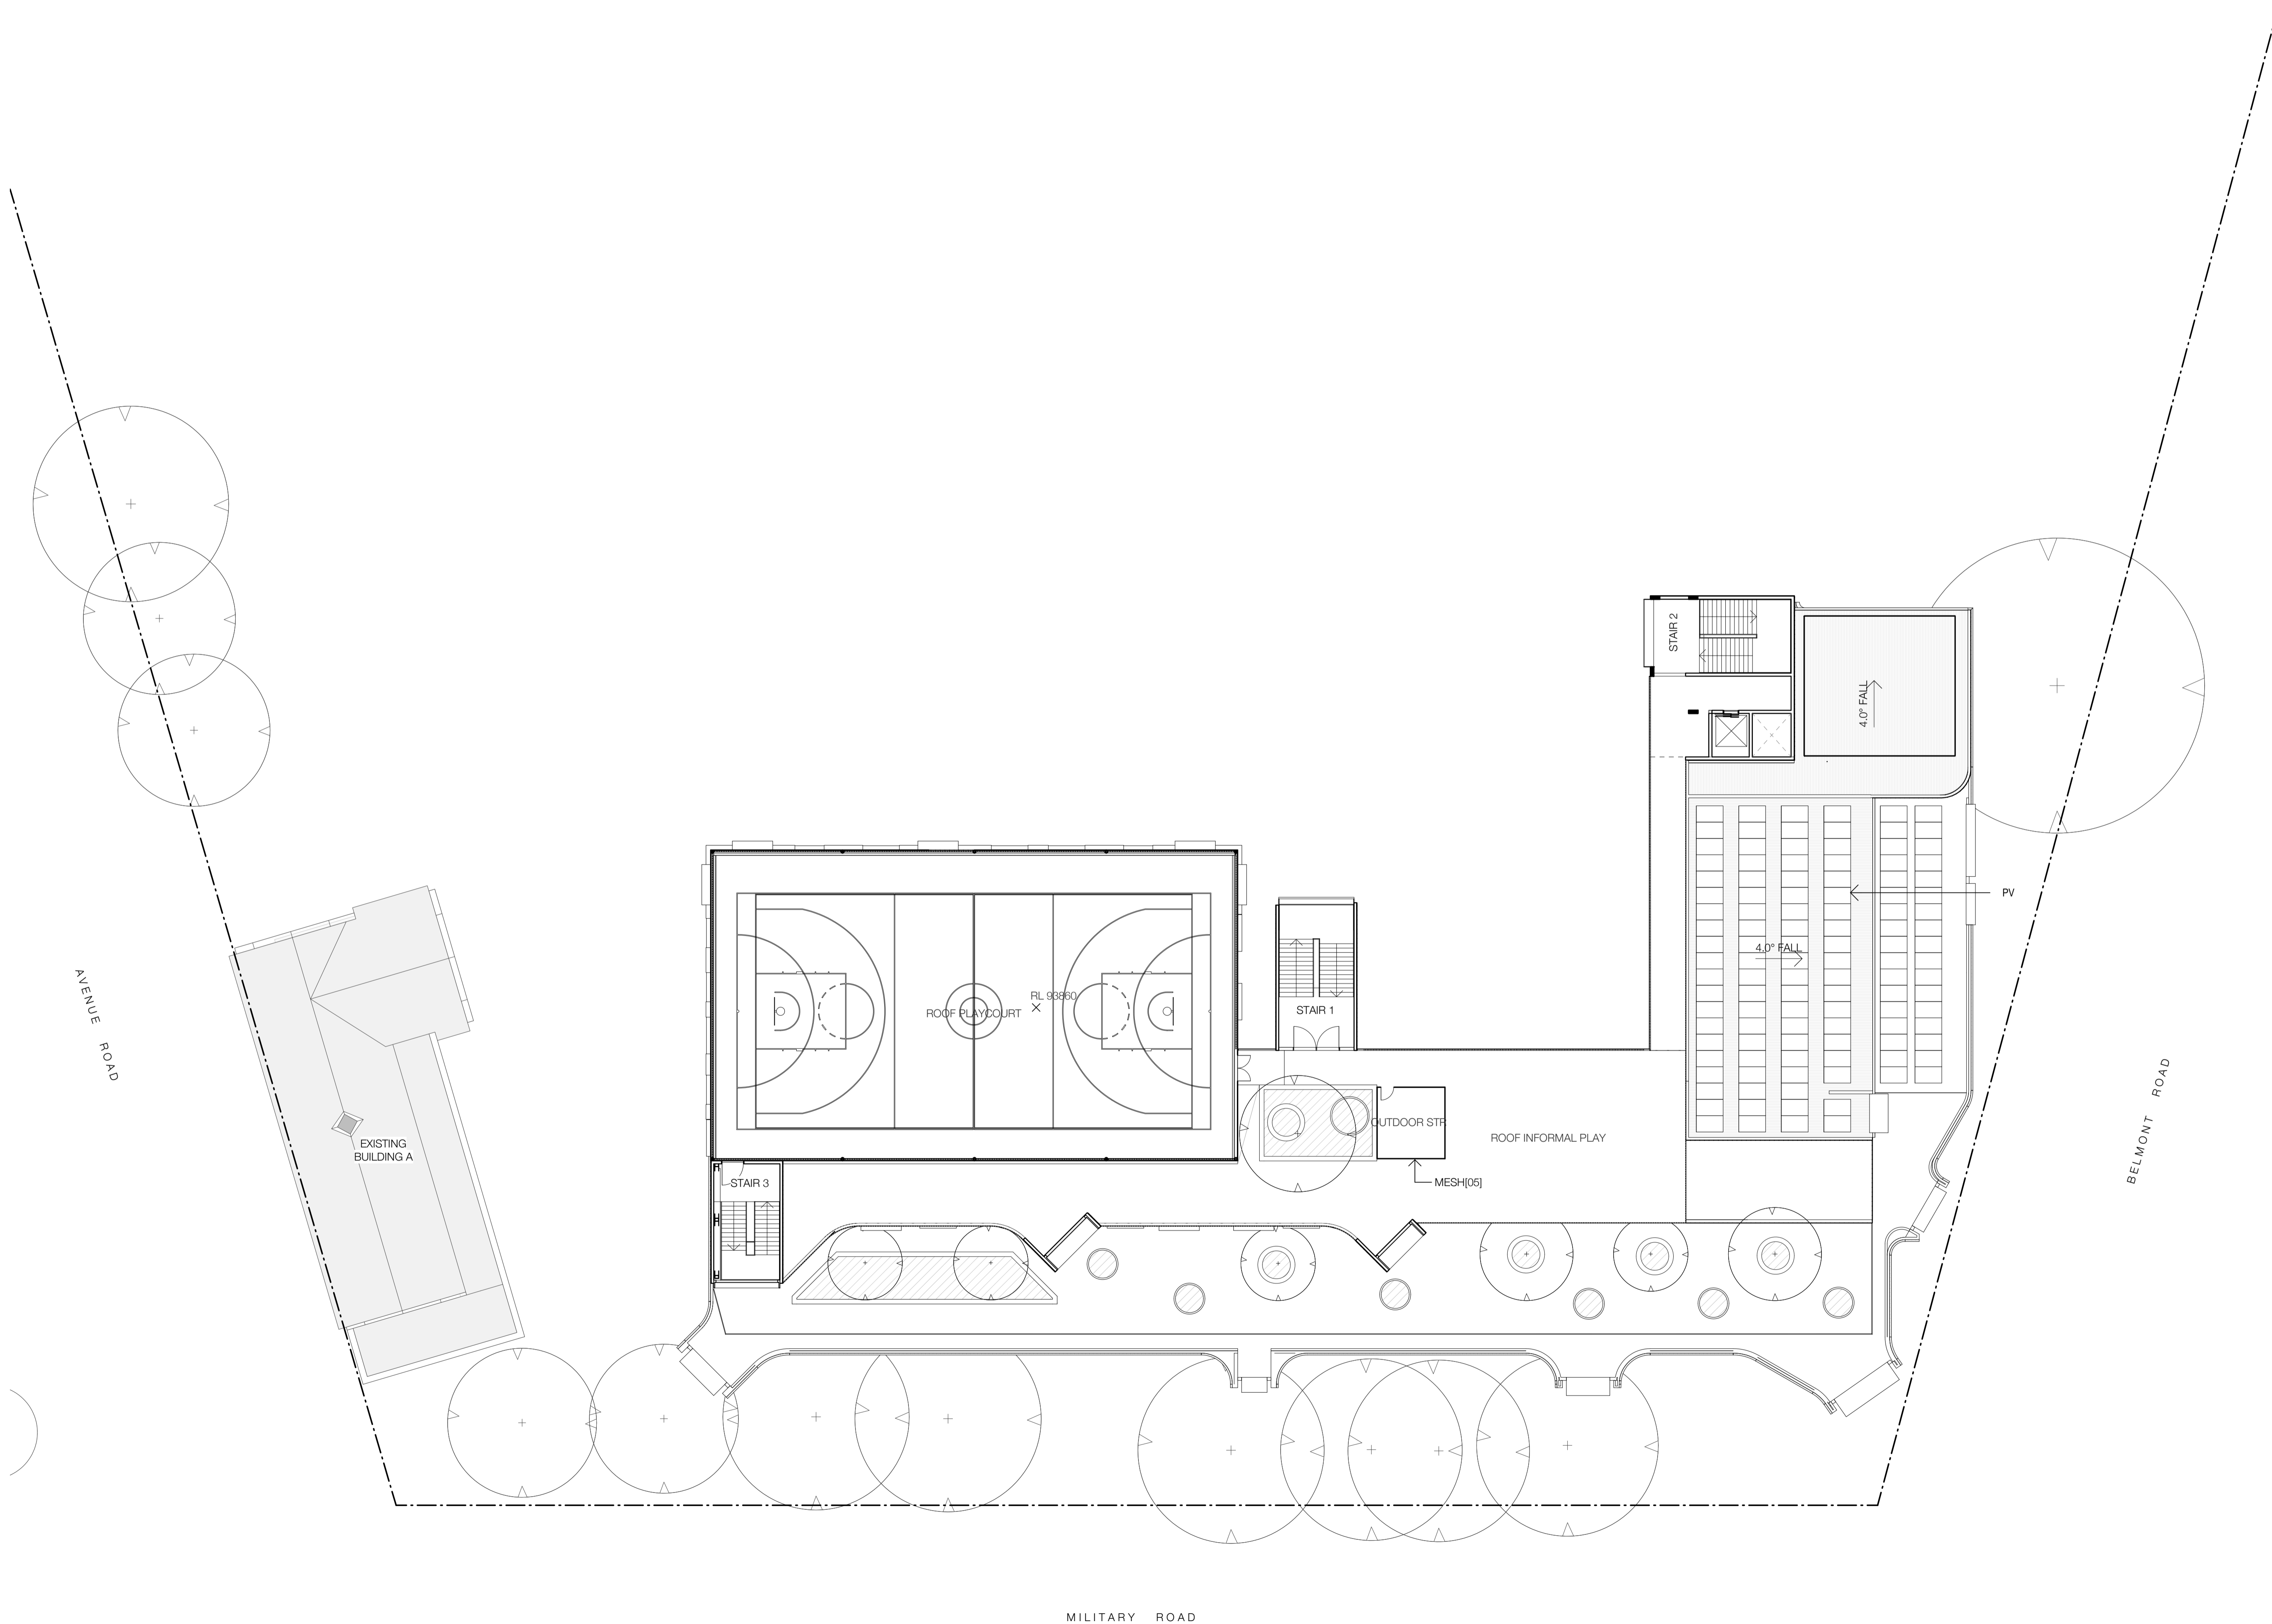 STAIR 2
4.0° FALL
PV
4.0° FALL
AVENUE ROAD
RL 93860
ROOF PLAYCOURT
STAIR 1
BELMONT ROAD
OUTDOOR STR
ROOF INFORMAL PLAY
EXISTING
BUILDING A
STAIR 3
MESH[05]
MILITARY ROAD